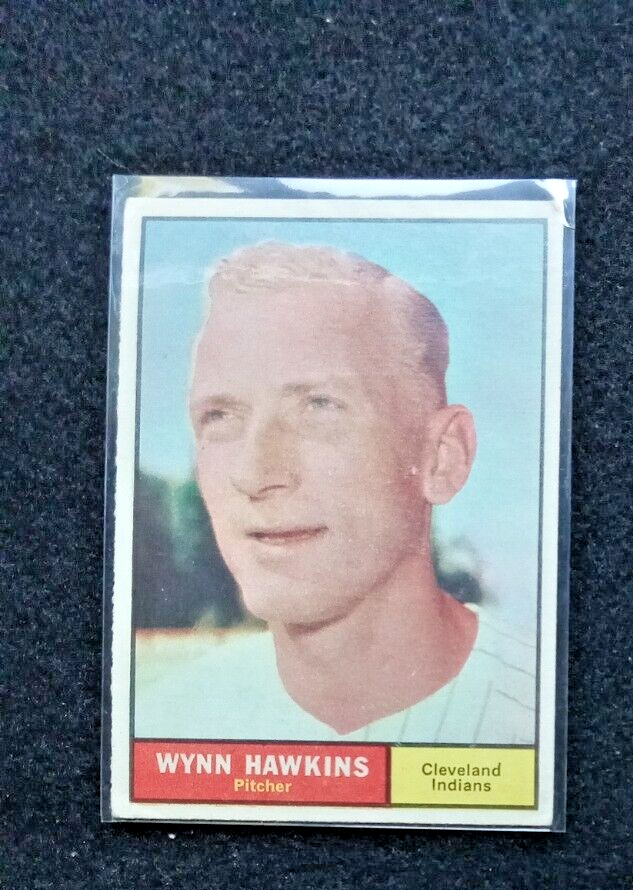 WYNN HAWKINS
Pitcher
Cleveland
Indians